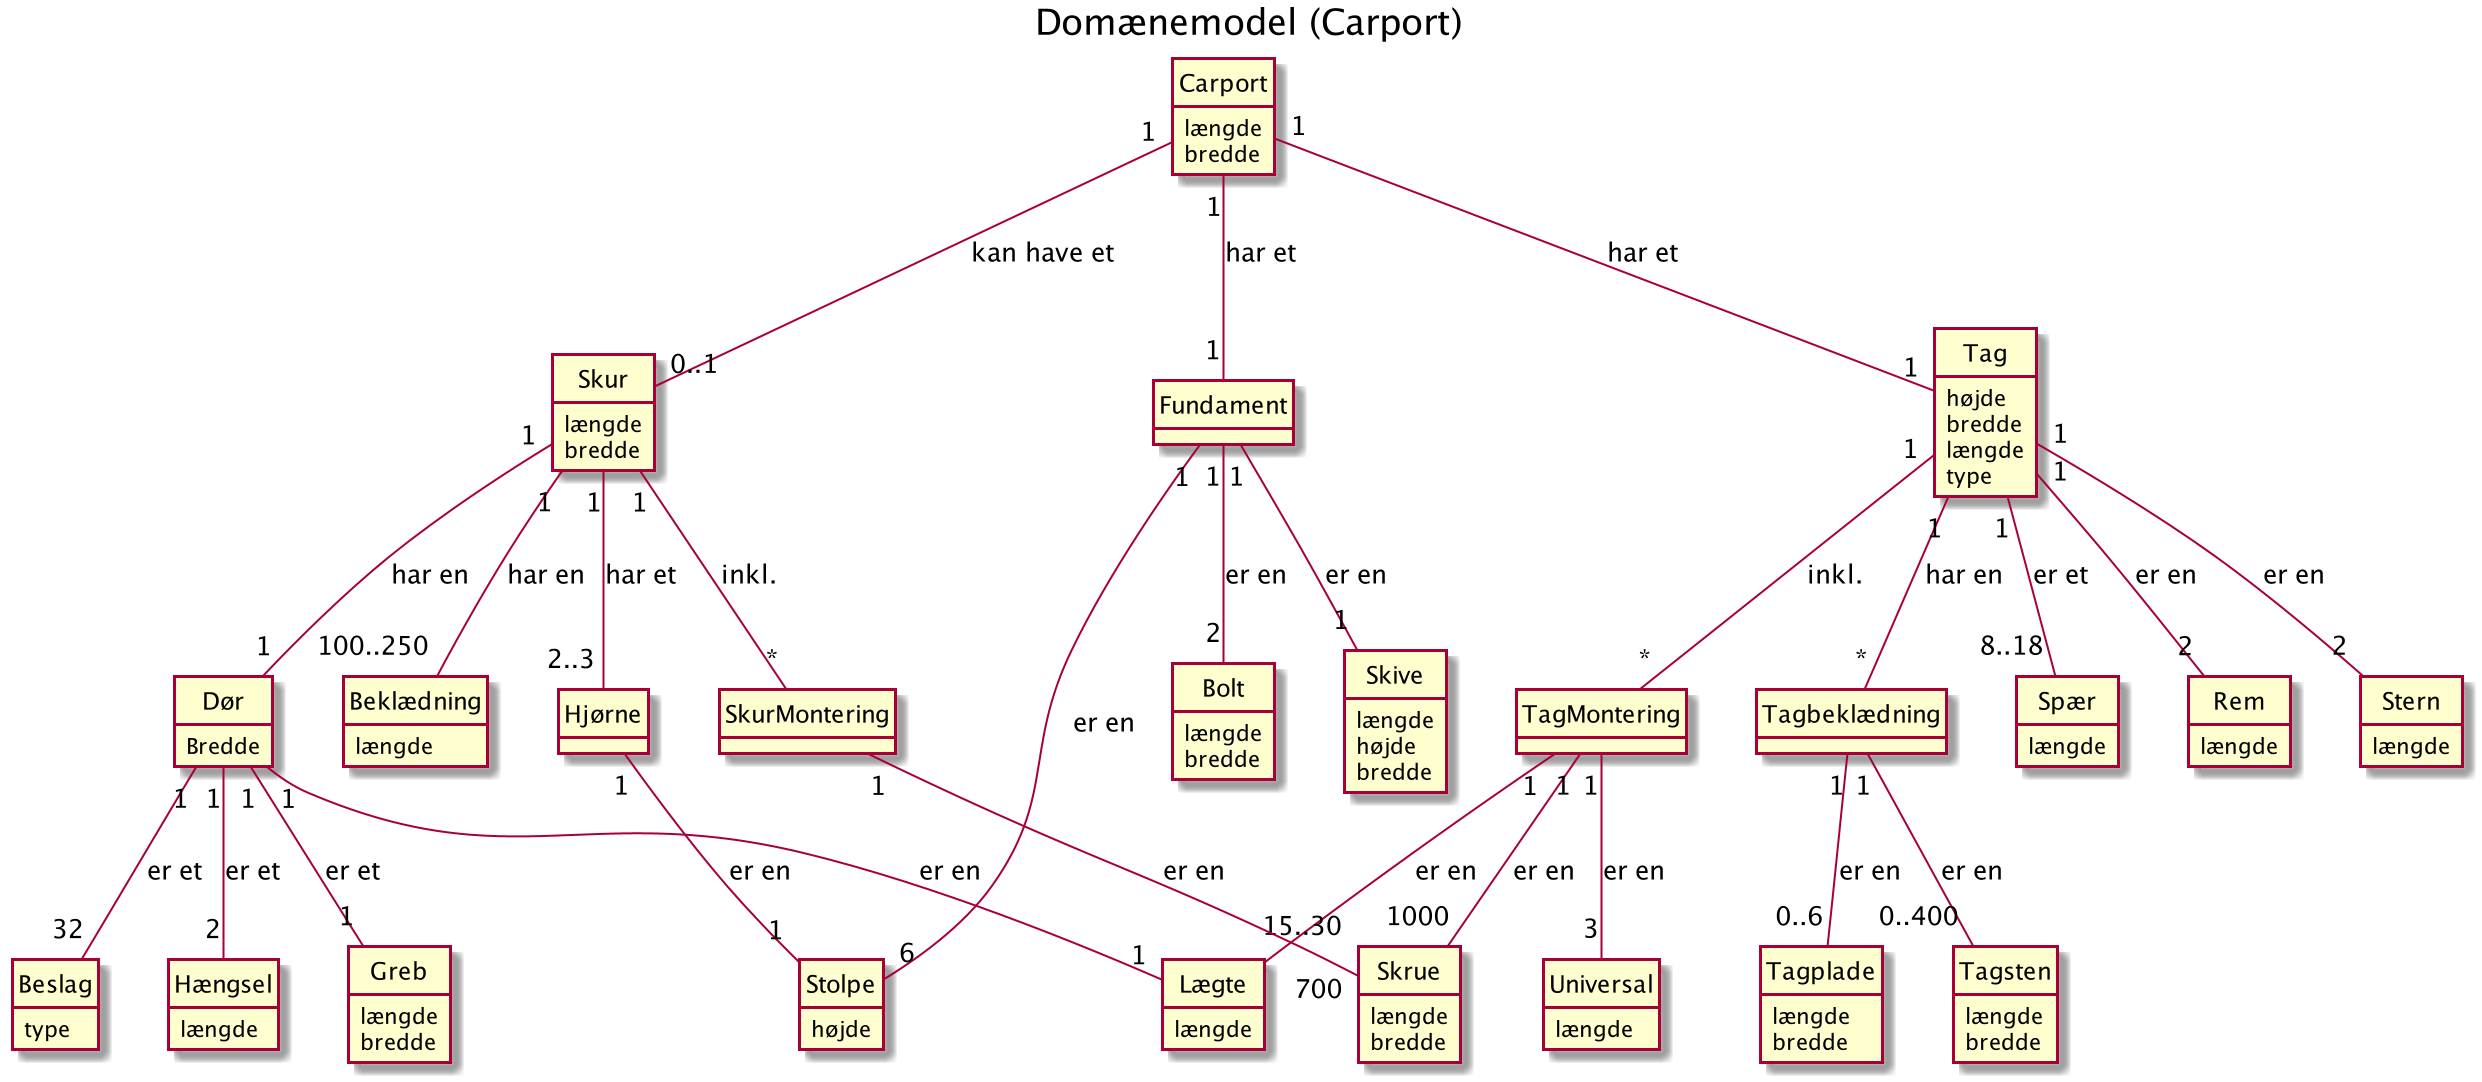 Domænemodel (Carport)
Carport
længde
bredde
1
1
1
kan have et
har et
har et
0..1
1
1
Skur
længde
bredde
Fundament
Tag
højde
bredde
længde
type
1
1
1
1
1
1
1
1
1
1
1
1
har en
har en
har et
inkl.
er en
er en
er en
inkl.
har en
er et
er en
er en
1
100..250
2..3
*
2
1
*
*
8..18
2
2
Dør
Bredde
Beklædning
længde
Hjørne
SkurMontering
Bolt
længde
bredde
Skive
længde
højde
bredde
TagMontering
Tagbeklædning
Spær
længde
Rem
længde
Stern
længde
1
1
1
1
1
1
1
1
1
1
1
er et
er et
er et
er en
er en
er en
er en
er en
er en
er en
er en
32
2
1
1
6
1
15..30
700
1000
3
0..6
0..400
Beslag
type
Hængsel
længde
Greb
længde
bredde
Stolpe
højde
Lægte
længde
Skrue
længde
bredde
Universal
længde
Tagplade
længde
bredde
Tagsten
længde
bredde